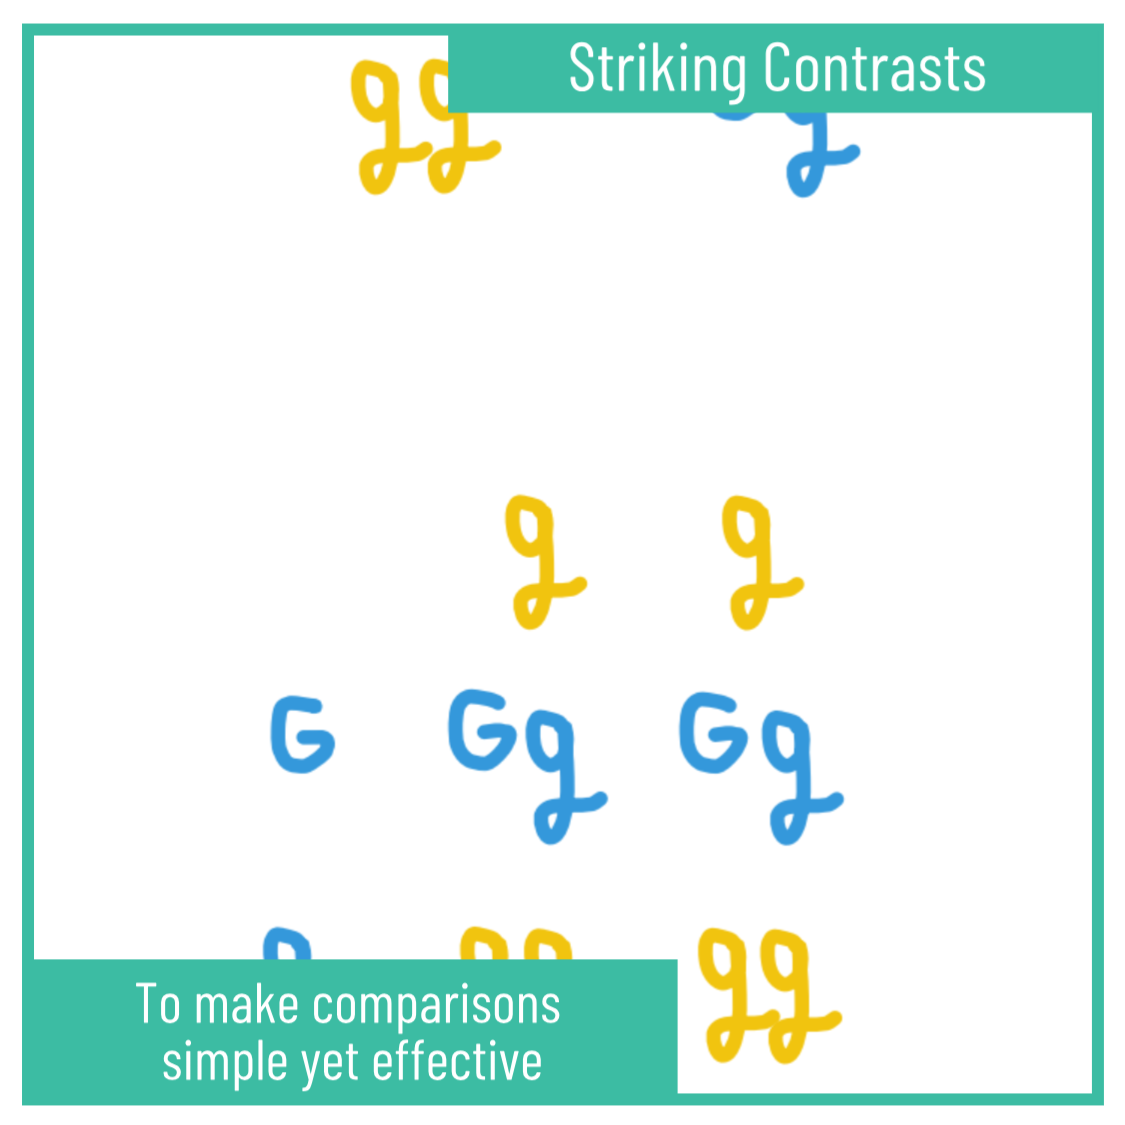 Striking Contrasts
gg g
g g
G Gg Gg
gg
To make comparisons
simple yet effective